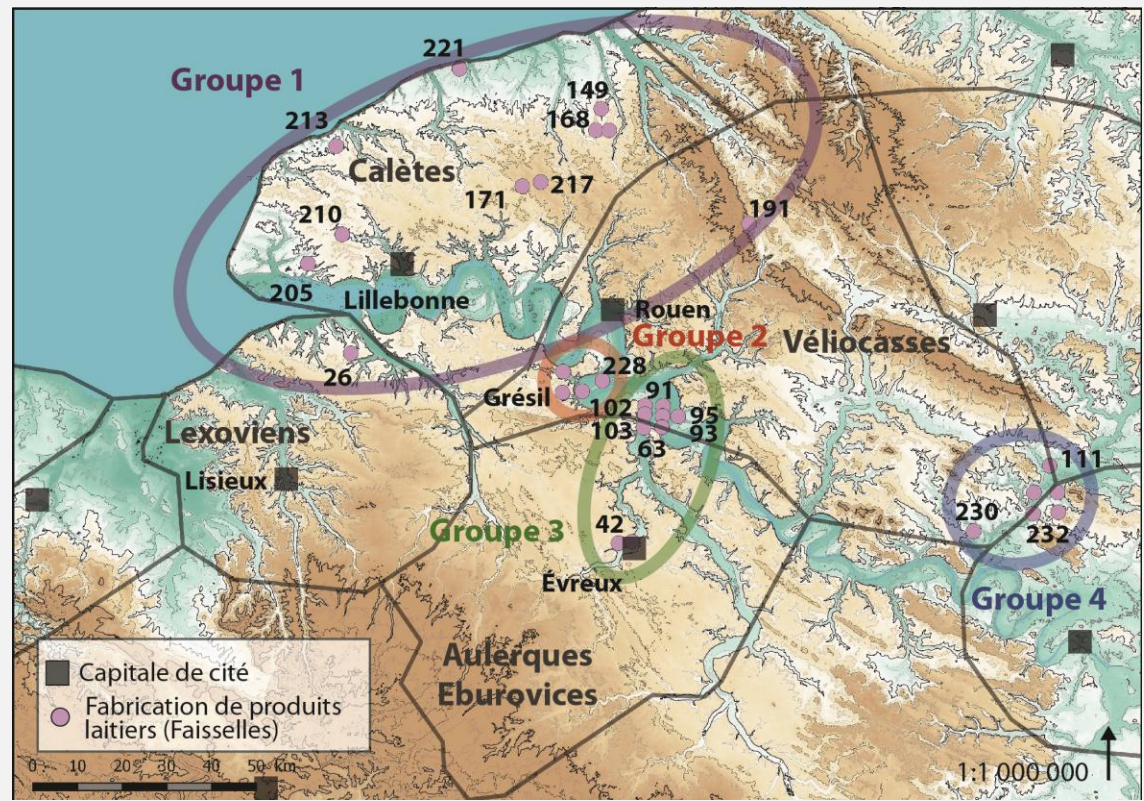 221
Groupe 1
149
213
168
Calètes
171
217
210
191
205
Lillebonne
Rouen
Groupe 2
Véliocasses
26
228
Grésil
91
102
95
103
93
63
Lexoviens
Lisieux
111
42
230
Groupe 3
232
Évreux
Groupe 4
Aulerques
Eburovices
Capitale de cité
Fabrication de produits
laitiers (Faisselles)
0 10 20 30 40 50 km
1:1 000 000